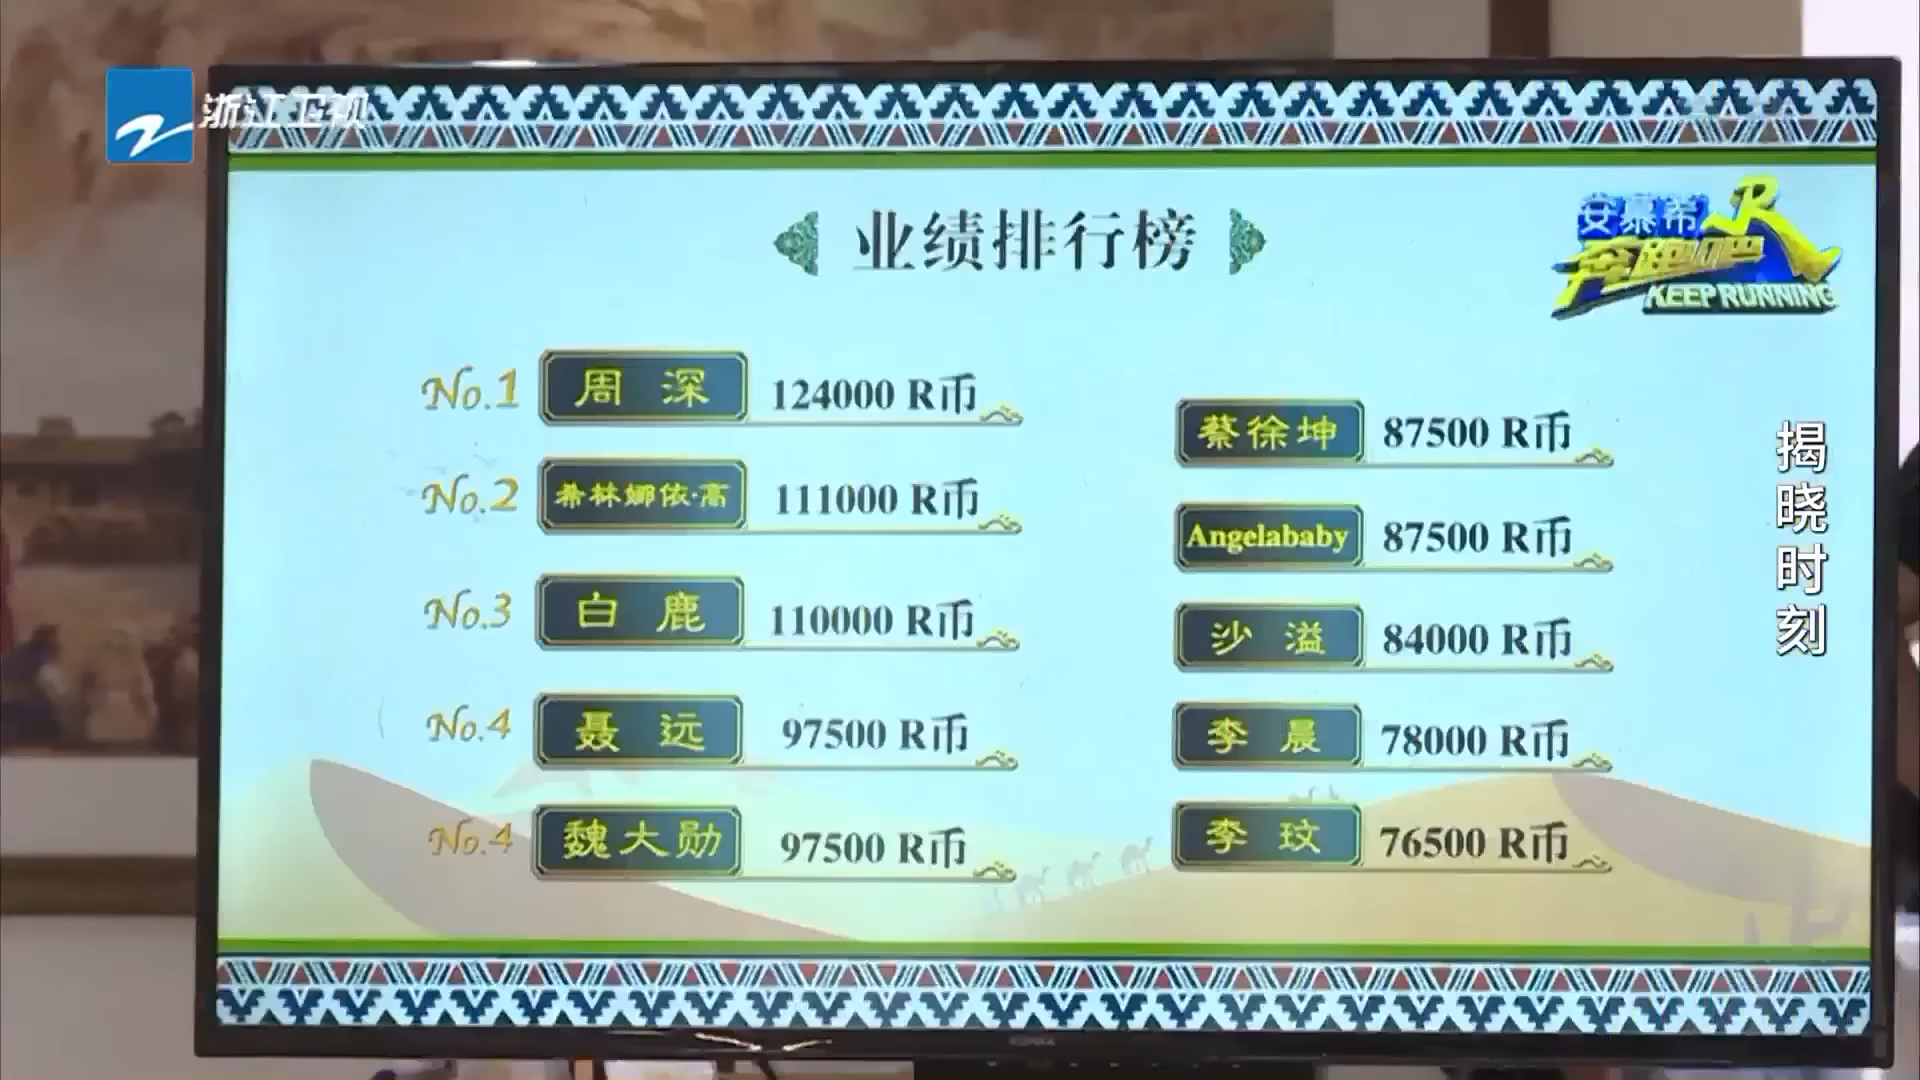 浙江卫视
业绩排行榜
安慕希
奔跑吧
KEEP RUNNING
No.1 周深 124000 R币
No.2 希林娜依·高 111000 R币
No.3 白鹿 110000 R币
No.4 聂远 97500 R币
No.4 魏大勋 97500 R币
蔡徐坤 87500 R币
Angelababy 87500 R币
沙溢 84000 R币
李晨 78000 R币
李玟 76500 R币
揭晓时刻
KONKA